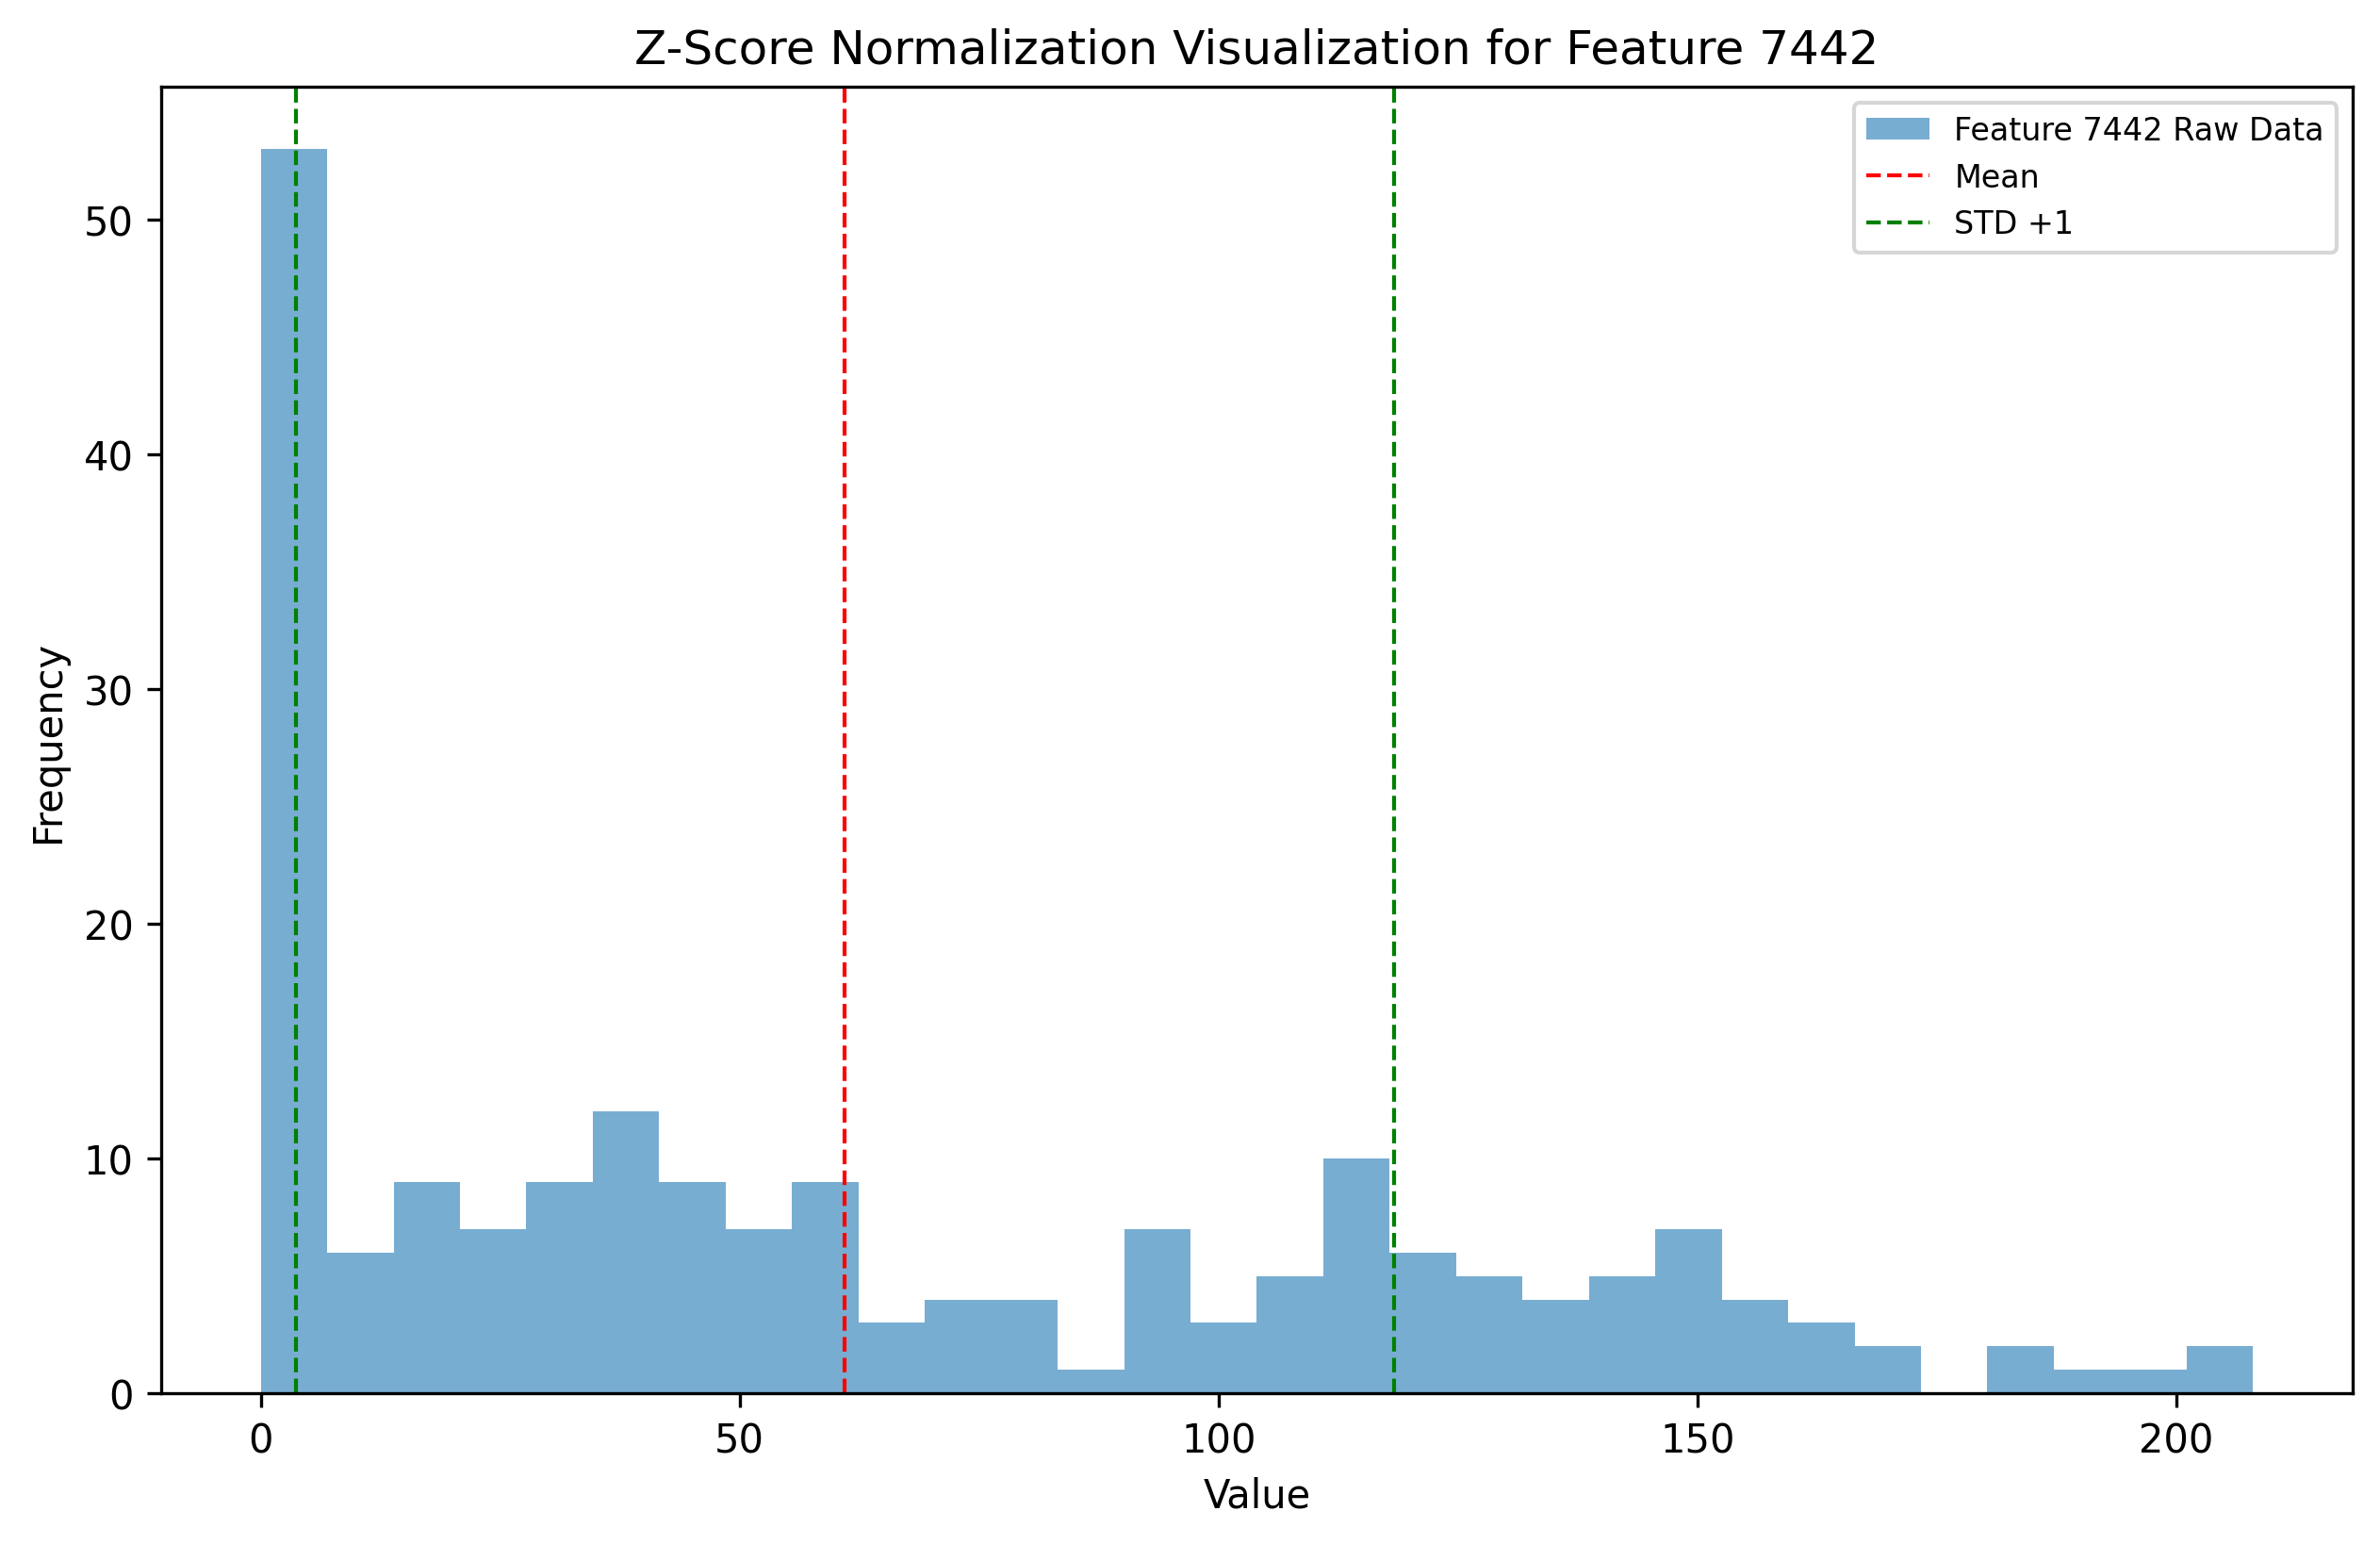 Z-Score Normalization Visualization for Feature 7442
Feature 7442 Raw Data
Mean
STD +1
50
40
30
20
10
0
Frequency
0 50 100 150 200
Value